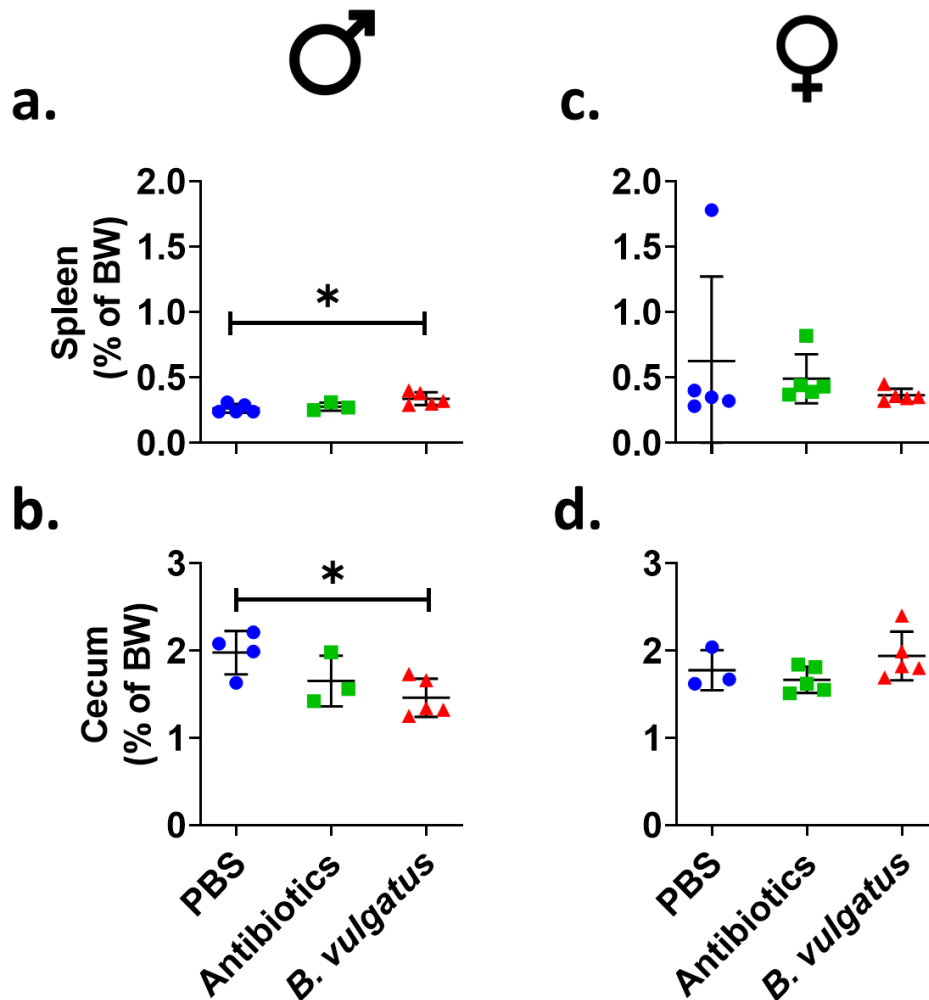 a.
Spleen
(% of BW)
2.0
1.5
1.0
0.5
0.0
*
c.
2.0
1.5
1.0
0.5
0.0
b.
Cecum
(% of BW)
3
2
1
0
*
PBS
Antibiotics
B. vulgatus
d.
3
2
1
0
PBS
Antibiotics
B. vulgatus